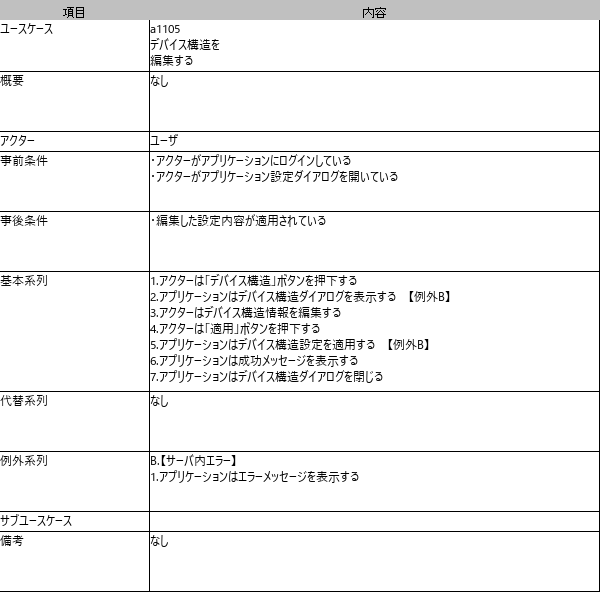 項目 内容
ユースケース a1105
デバイス構造を
編集する
概要 なし
アクター ユーザ
事前条件 ・アクターがアプリケーションにログインしている
・アクターがアプリケーション設定ダイアログを開いている
事後条件 ・編集した設定内容が適用されている
基本系列 1.アクターは「デバイス構造」ボタンを押下する
2.アプリケーションはデバイス構造ダイアログを表示する 【例外B】
3.アクターはデバイス構造情報を編集する
4.アクターは「適用」ボタンを押下する
5.アプリケーションはデバイス構造設定を適用する 【例外B】
6.アプリケーションは成功メッセージを表示する
7.アプリケーションはデバイス構造ダイアログを閉じる
代替系列 なし
例外系列 B.【サーバ内エラー】
1.アプリケーションはエラーメッセージを表示する
サブユースケース
備考 なし